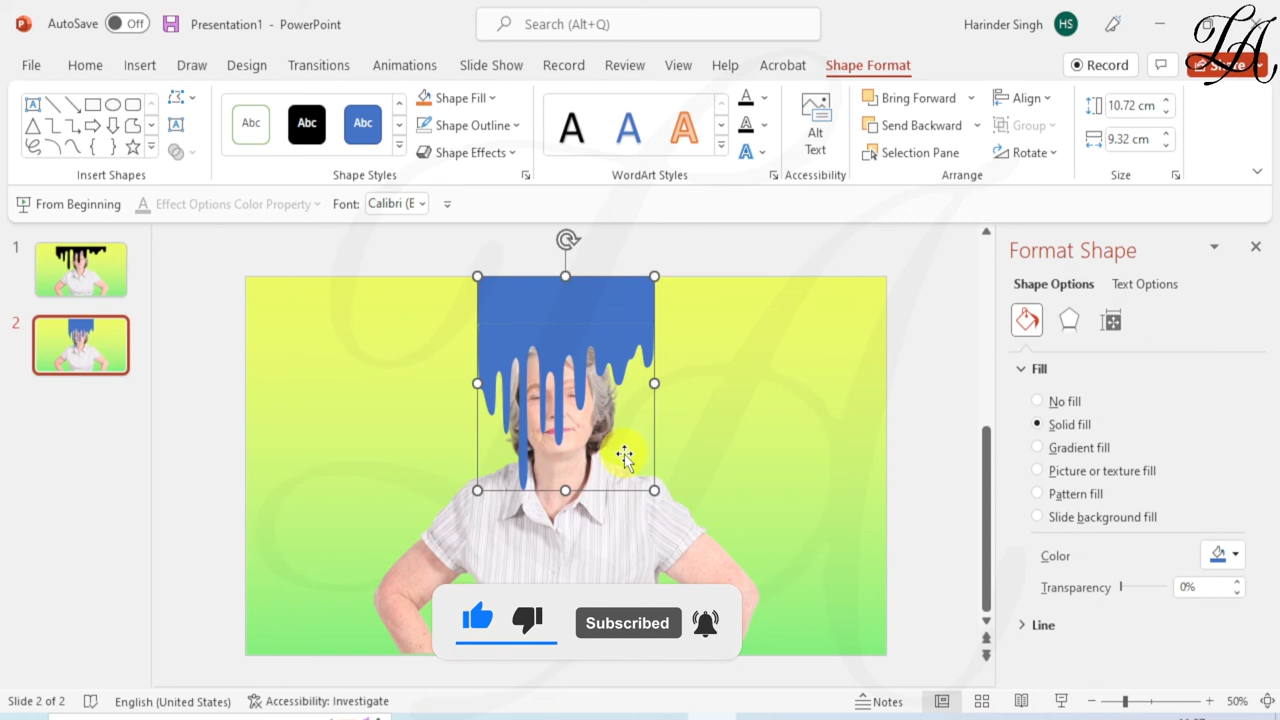 AutoSave Off Presentation1 - PowerPoint Search (Alt+Q) Harinder Singh HS
LA
File Home Insert Draw Design Transitions Animations Slide Show Record Review View Help Acrobat Shape Format Record Share
Abc Abc Abc
Shape Fill
Shape Outline
Shape Effects
A A A
Alt
Text
Bring Forward
Send Backward
Selection Pane
Align
Group
Rotate
10.72 cm
9.32 cm
Insert Shapes Shape Styles WordArt Styles Accessibility Arrange Size
From Beginning Effect Options Color Property Font: Calibri (E
1
2
Format Shape
Shape Options Text Options
Fill
No fill
Solid fill
Gradient fill
Picture or texture fill
Pattern fill
Slide background fill
Color
Transparency 0%
Line
Subscribed
Slide 2 of 2 English (United States) Accessibility: Investigate Notes 50%